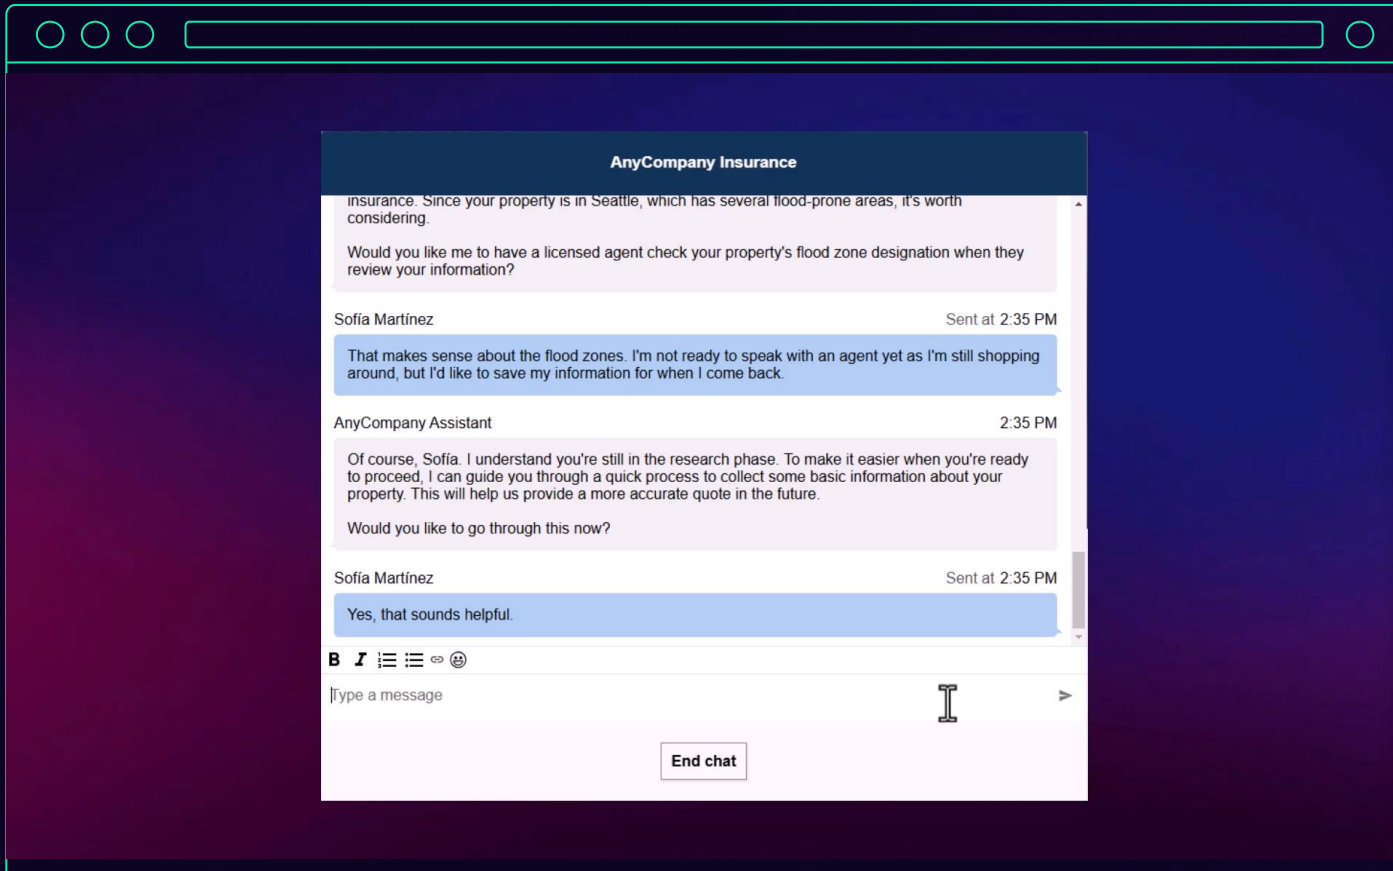 AnyCompany Insurance
insurance. Since your property is in Seattle, which has several flood-prone areas, it's worth
considering.
Would you like me to have a licensed agent check your property's flood zone designation when they
review your information?
Sofía Martínez
Sent at 2:35 PM
That makes sense about the flood zones. I'm not ready to speak with an agent yet as I'm still shopping
around, but I'd like to save my information for when I come back.
AnyCompany Assistant
2:35 PM
Of course, Sofía. I understand you're still in the research phase. To make it easier when you're ready
to proceed, I can guide you through a quick process to collect some basic information about your
property. This will help us provide a more accurate quote in the future.
Would you like to go through this now?
Sofía Martínez
Sent at 2:35 PM
Yes, that sounds helpful.
B I
Type a message
End chat